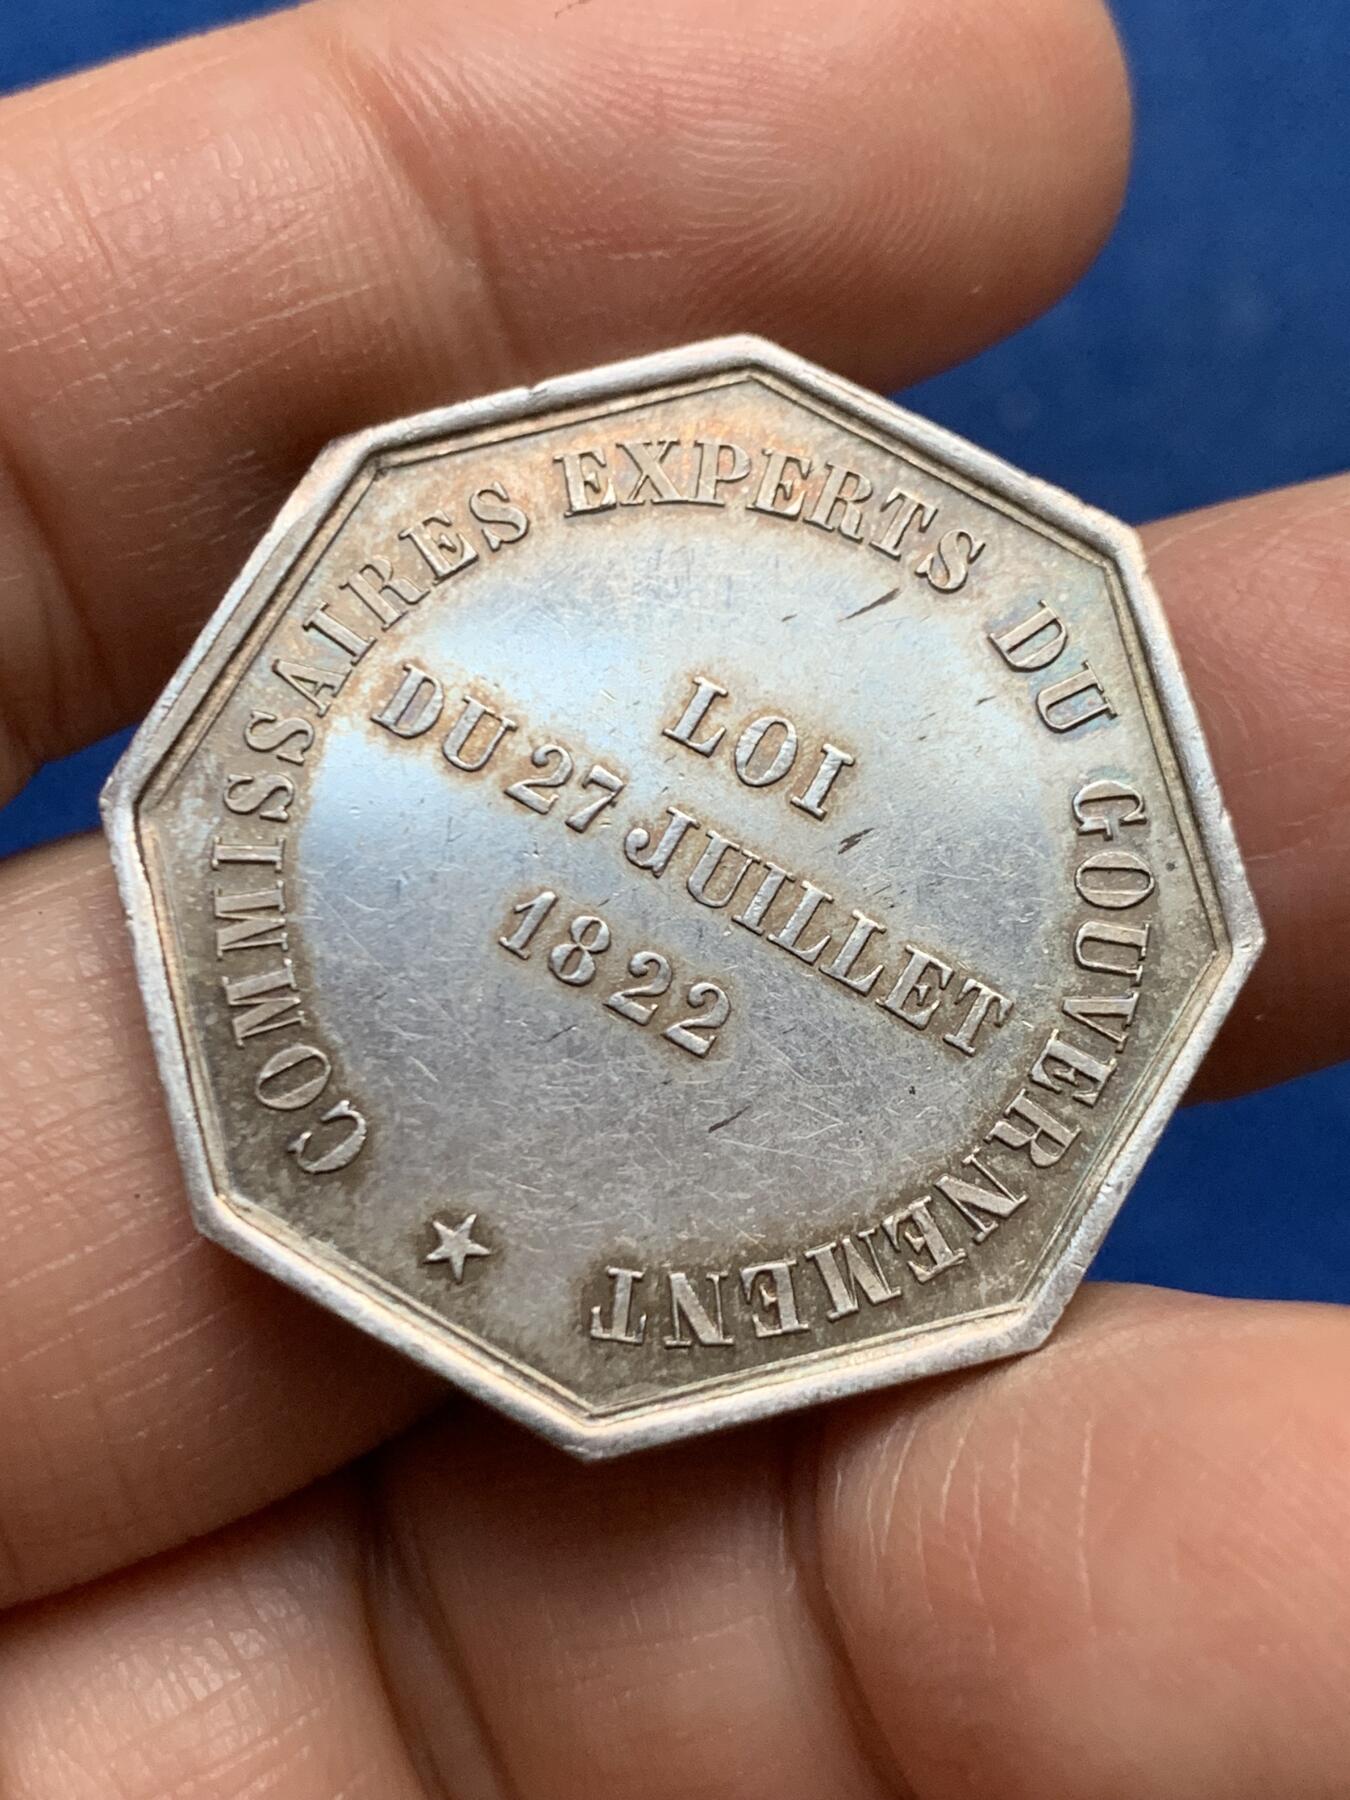 COMMISSAIRES EXPERTS DU GOUVERNEMENT
LOI
DU 27 JUILLET
1822